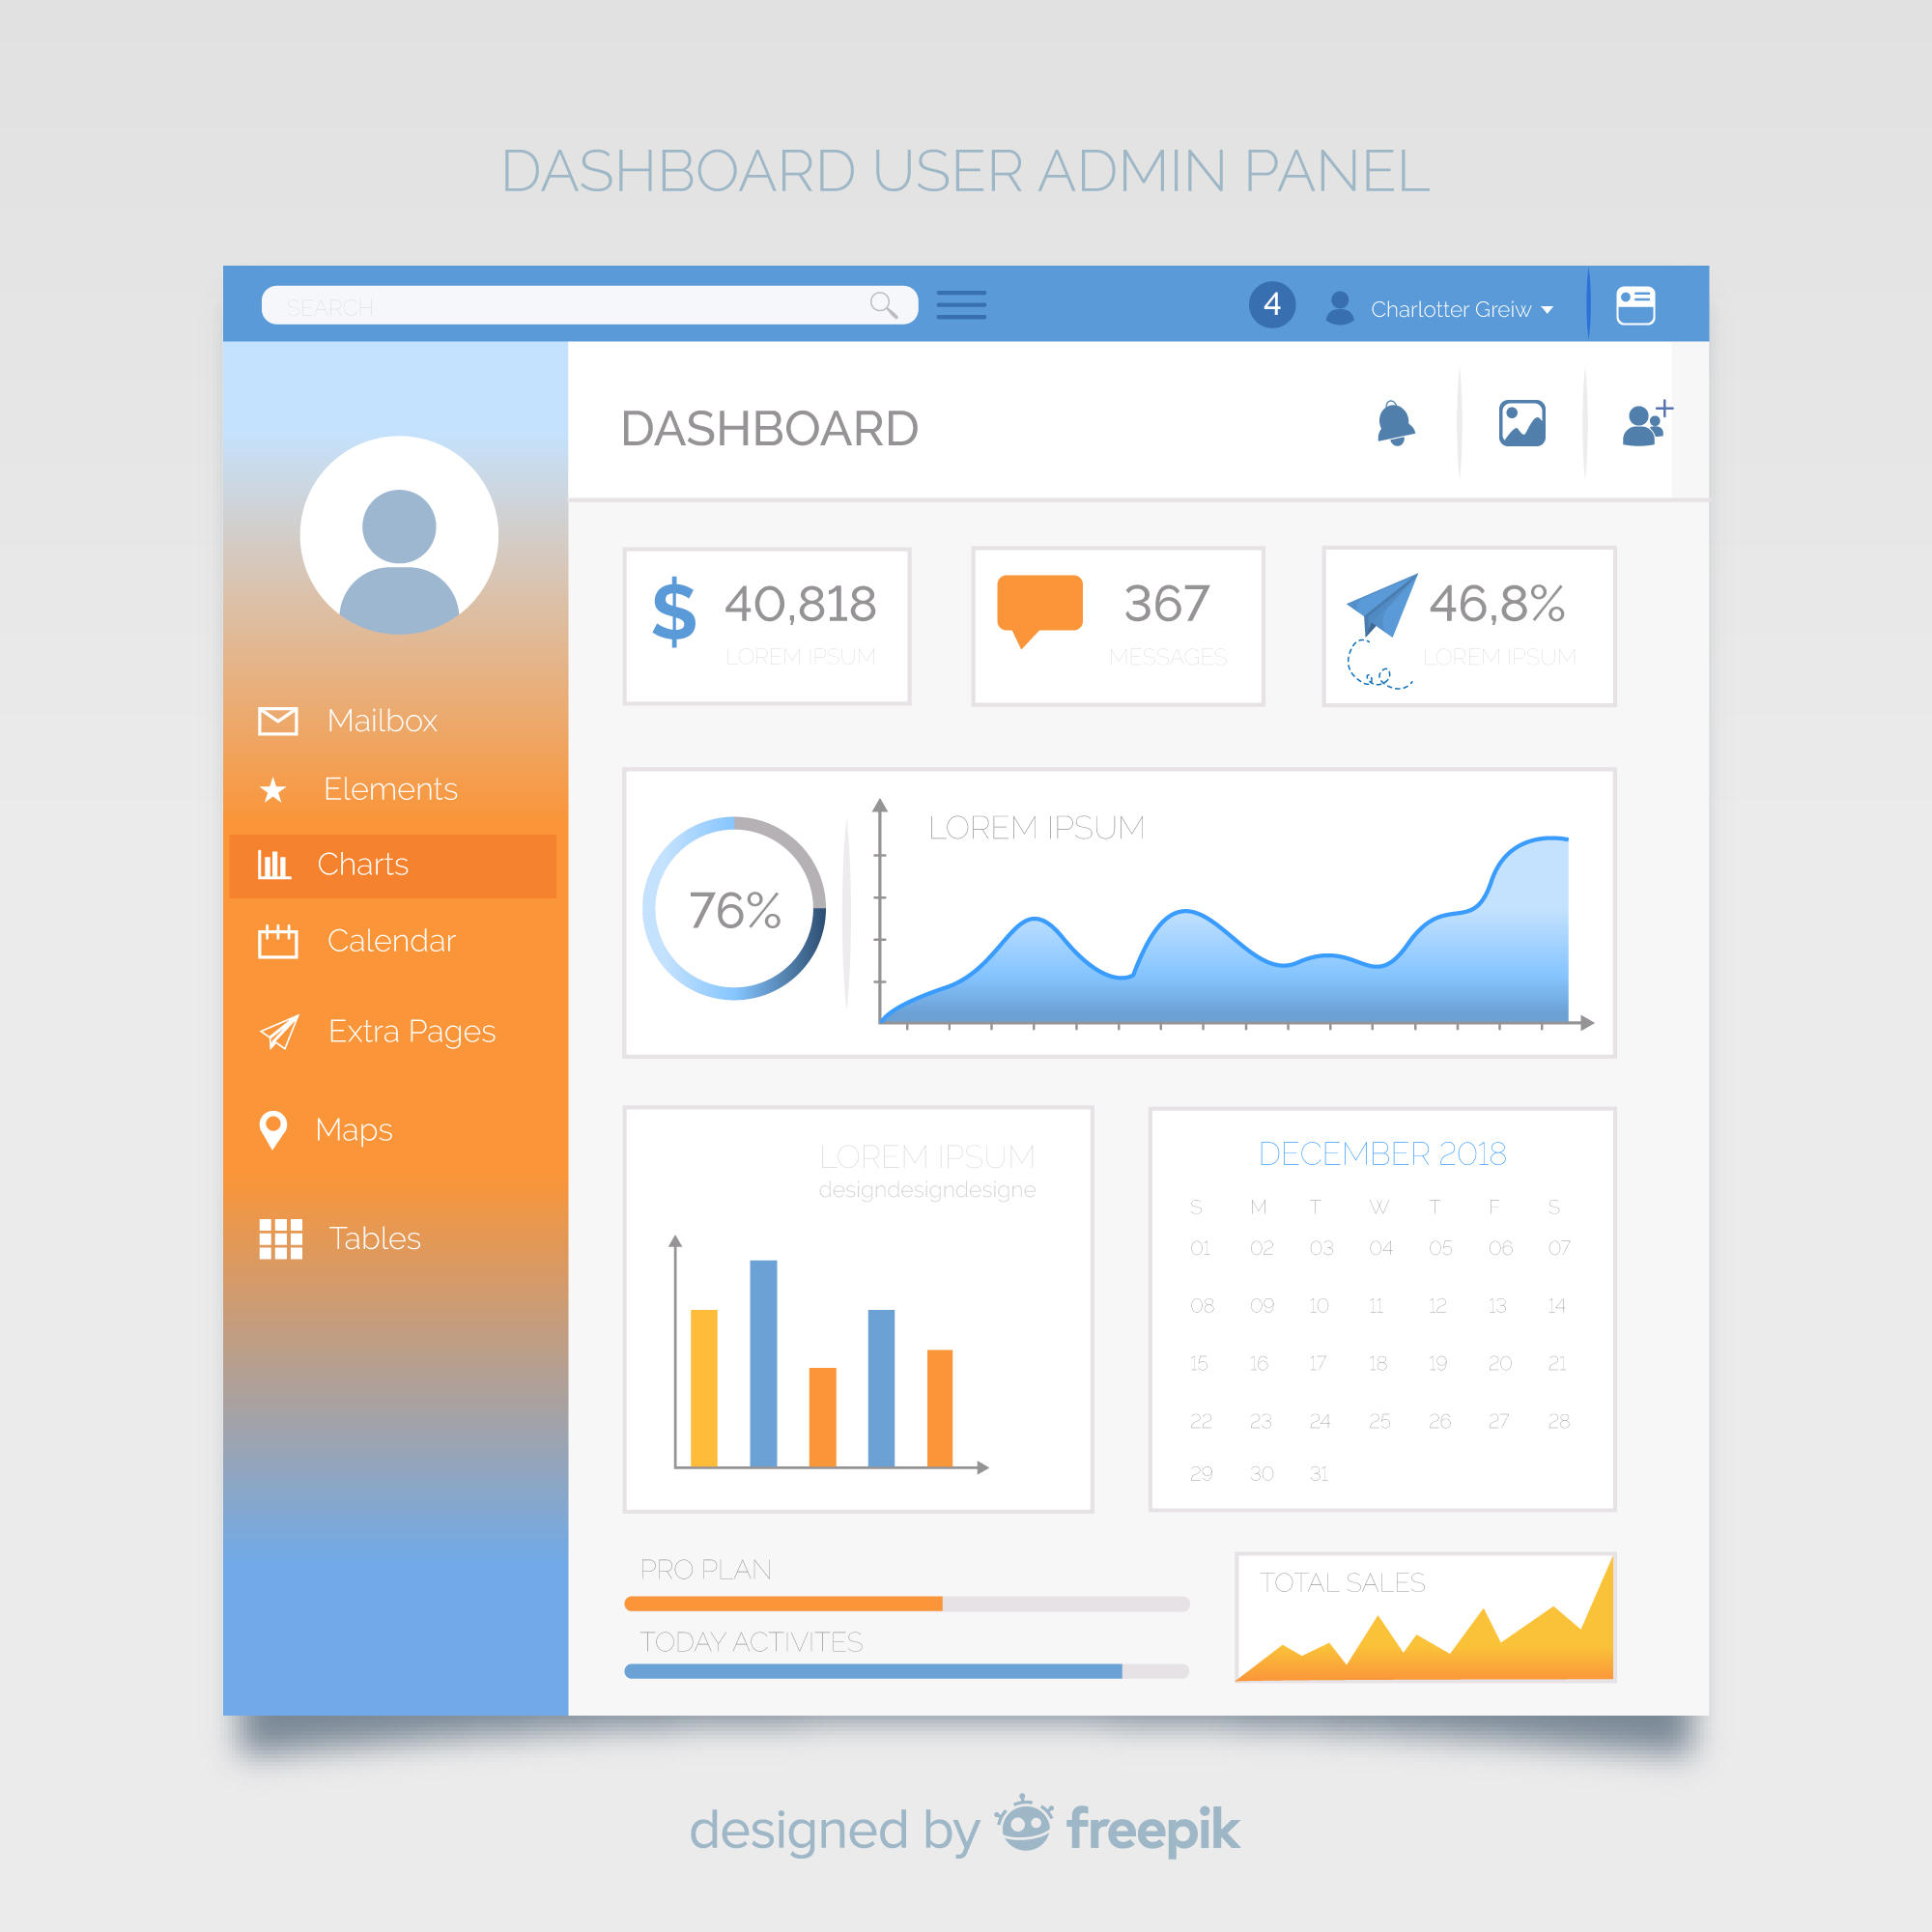 DASHBOARD USER ADMIN PANEL
SEARCH
4
Charlotter Greiw
DASHBOARD
$ 40,818
LOREM IPSUM
367
MESSAGES
46,8%
LOREM IPSUM
Mailbox
Elements
Charts
Calendar
Extra Pages
Maps
Tables
76%
LOREM IPSUM
LOREM IPSUM
designdesigndesigne
DECEMBER 2018
S M T W T F S
01 02 03 04 05 06 07
08 09 10 11 12 13 14
15 16 17 18 19 20 21
22 23 24 25 26 27 28
29 30 31
PRO PLAN
TODAY ACTIVITES
TOTAL SALES
designed by freepik